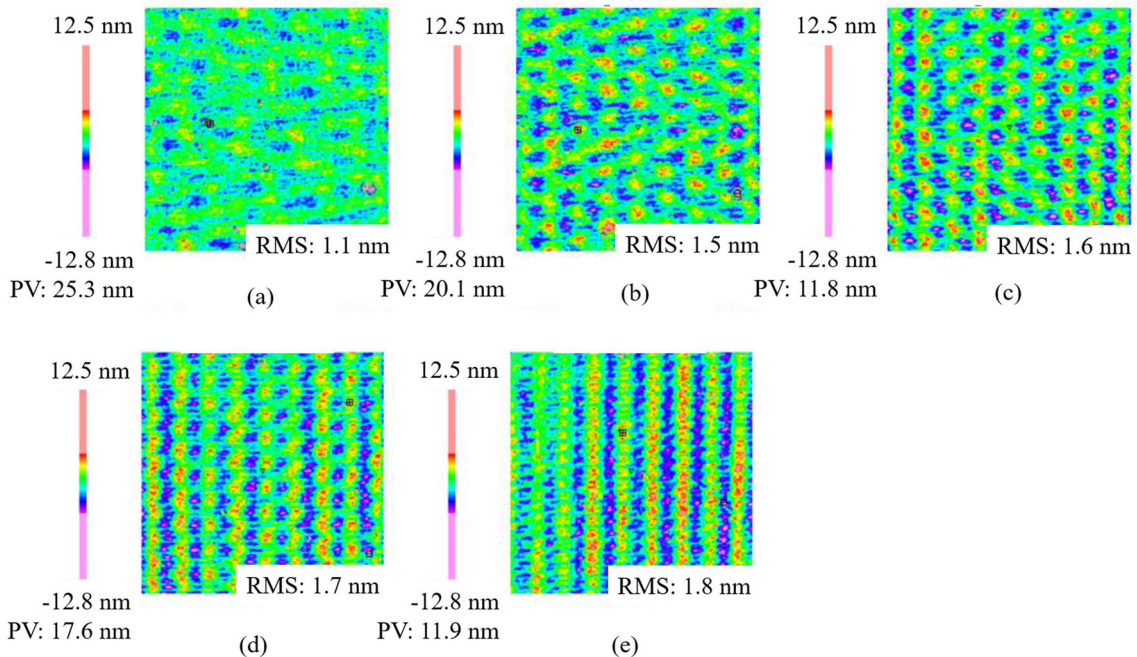 12.5 nm
-12.8 nm
PV: 25.3 nm
RMS: 1.1 nm
(a)
12.5 nm
-12.8 nm
PV: 20.1 nm
RMS: 1.5 nm
(b)
12.5 nm
-12.8 nm
PV: 11.8 nm
RMS: 1.6 nm
(c)
12.5 nm
-12.8 nm
PV: 17.6 nm
RMS: 1.7 nm
(d)
12.5 nm
-12.8 nm
PV: 11.9 nm
RMS: 1.8 nm
(e)